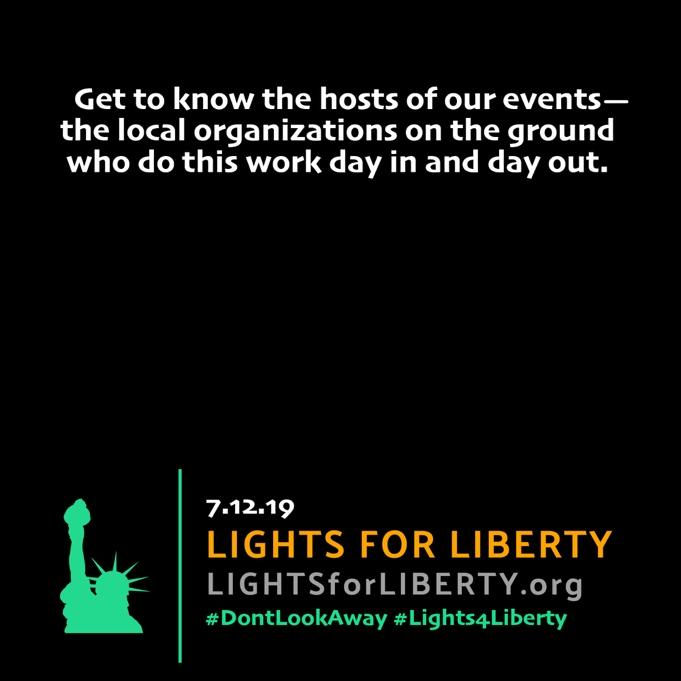 Get to know the hosts of our events—
the local organizations on the ground
who do this work day in and day out.
7.12.19
LIGHTS FOR LIBERTY
LIGHTSforLIBERTY.org
#DontLookAway #Lights4Liberty